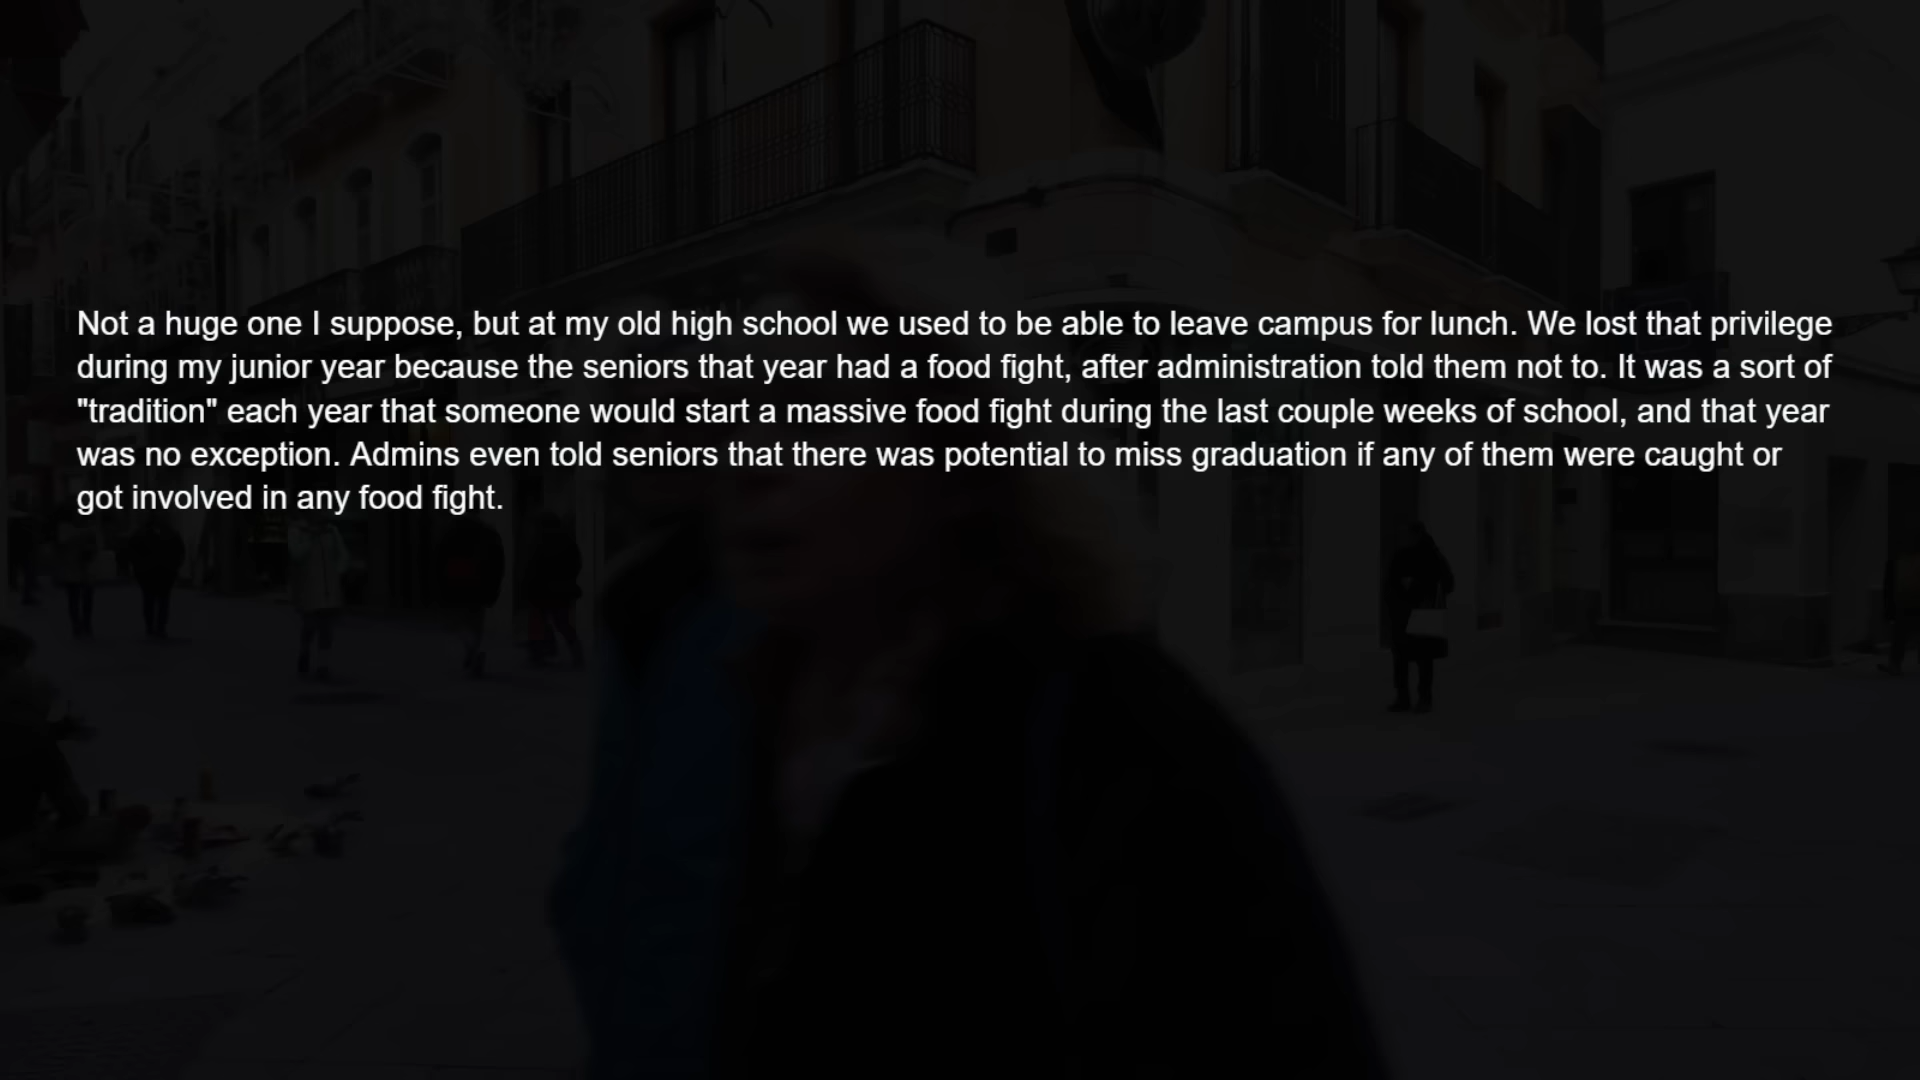 Not a huge one I suppose, but at my old high school we used to be able to leave campus for lunch. We lost that privilege
during my junior year because the seniors that year had a food fight, after administration told them not to. It was a sort of
"tradition" each year that someone would start a massive food fight during the last couple weeks of school, and that year
was no exception. Admins even told seniors that there was potential to miss graduation if any of them were caught or
got involved in any food fight.